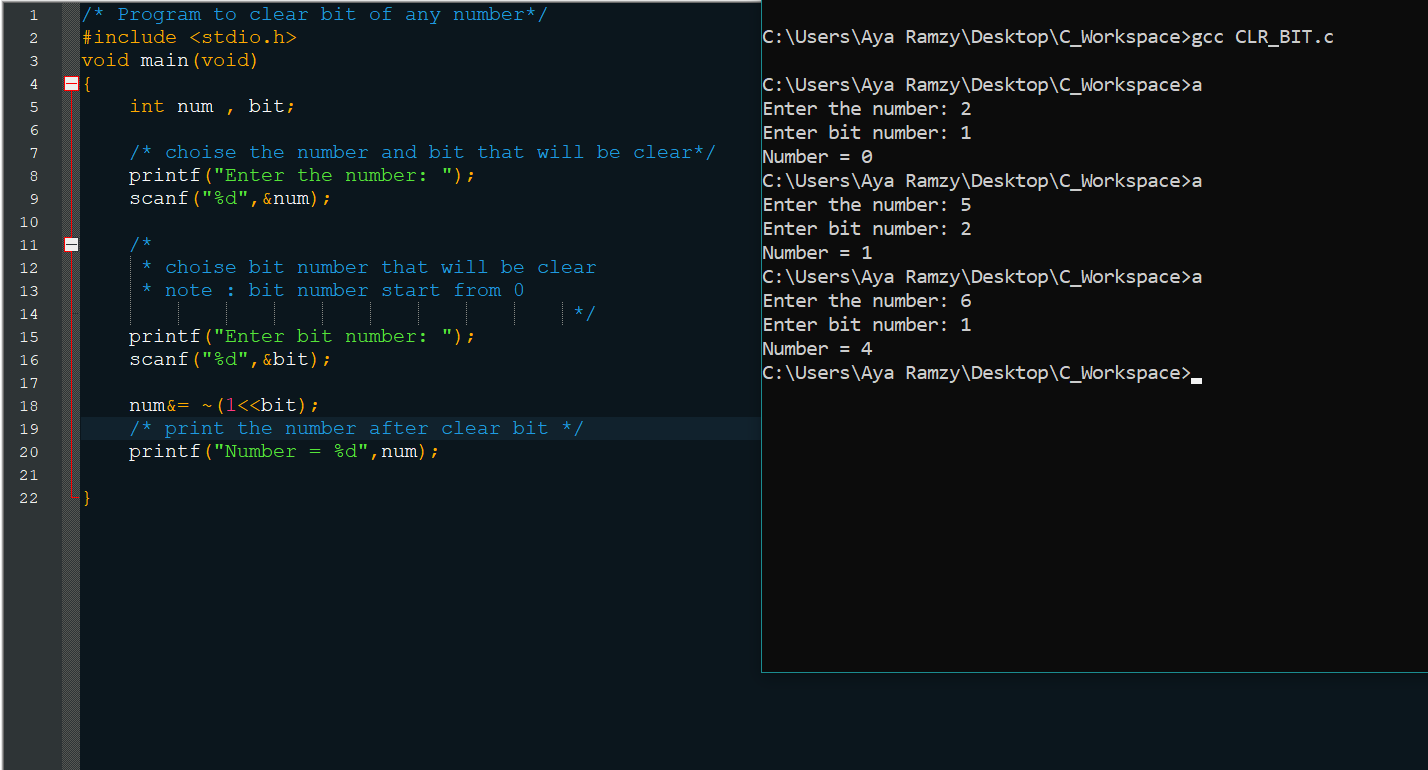 1 /* Program to clear bit of any number*/
2 #include <stdio.h>
3 void main(void)
4 {
5 int num , bit;
6
7 /* choise the number and bit that will be clear*/
8 printf("Enter the number: ");
9 scanf("%d",&num);
10
11 /*
12 * choise bit number that will be clear
13 * note : bit number start from 0
14 */
15 printf("Enter bit number: ");
16 scanf("%d",&bit);
17
18 num&= ~(1<<bit);
19 /* print the number after clear bit */
20 printf("Number = %d",num);
21
22 }
C:\Users\Aya Ramzy\Desktop\C_Workspace>gcc CLR_BIT.c
C:\Users\Aya Ramzy\Desktop\C_Workspace>a
Enter the number: 2
Enter bit number: 1
Number = 0
C:\Users\Aya Ramzy\Desktop\C_Workspace>a
Enter the number: 5
Enter bit number: 2
Number = 1
C:\Users\Aya Ramzy\Desktop\C_Workspace>a
Enter the number: 6
Enter bit number: 1
Number = 4
C:\Users\Aya Ramzy\Desktop\C_Workspace>